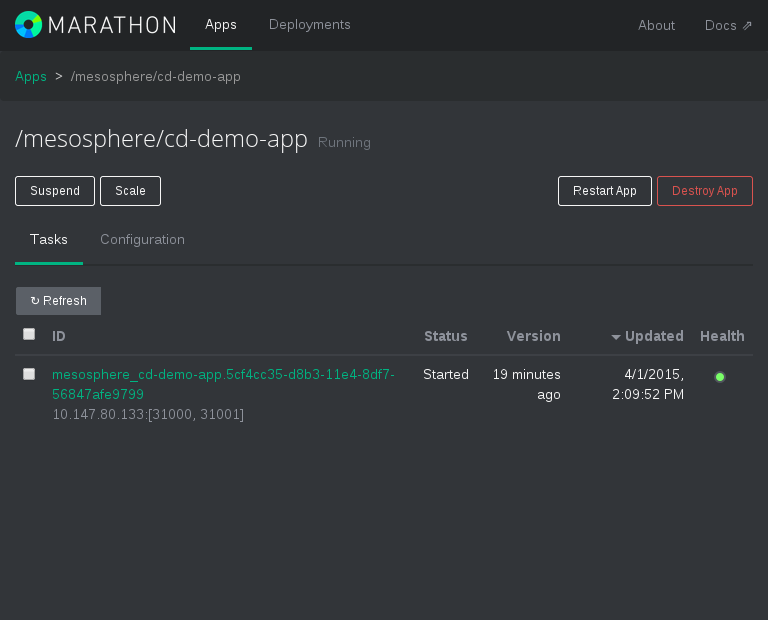 MARATHON Apps Deployments About Docs ⇗
Apps > /mesosphere/cd-demo-app
/mesosphere/cd-demo-app Running
Suspend Scale Restart App Destroy App
Tasks Configuration
↻ Refresh
ID Status Version Updated Health
mesosphere_cd-demo-app.5cf4cc35-d8b3-11e4-8df7- Started 19 minutes 4/1/2015,
56847afe9799 ago 2:09:52 PM
10.147.80.133:[31000, 31001]